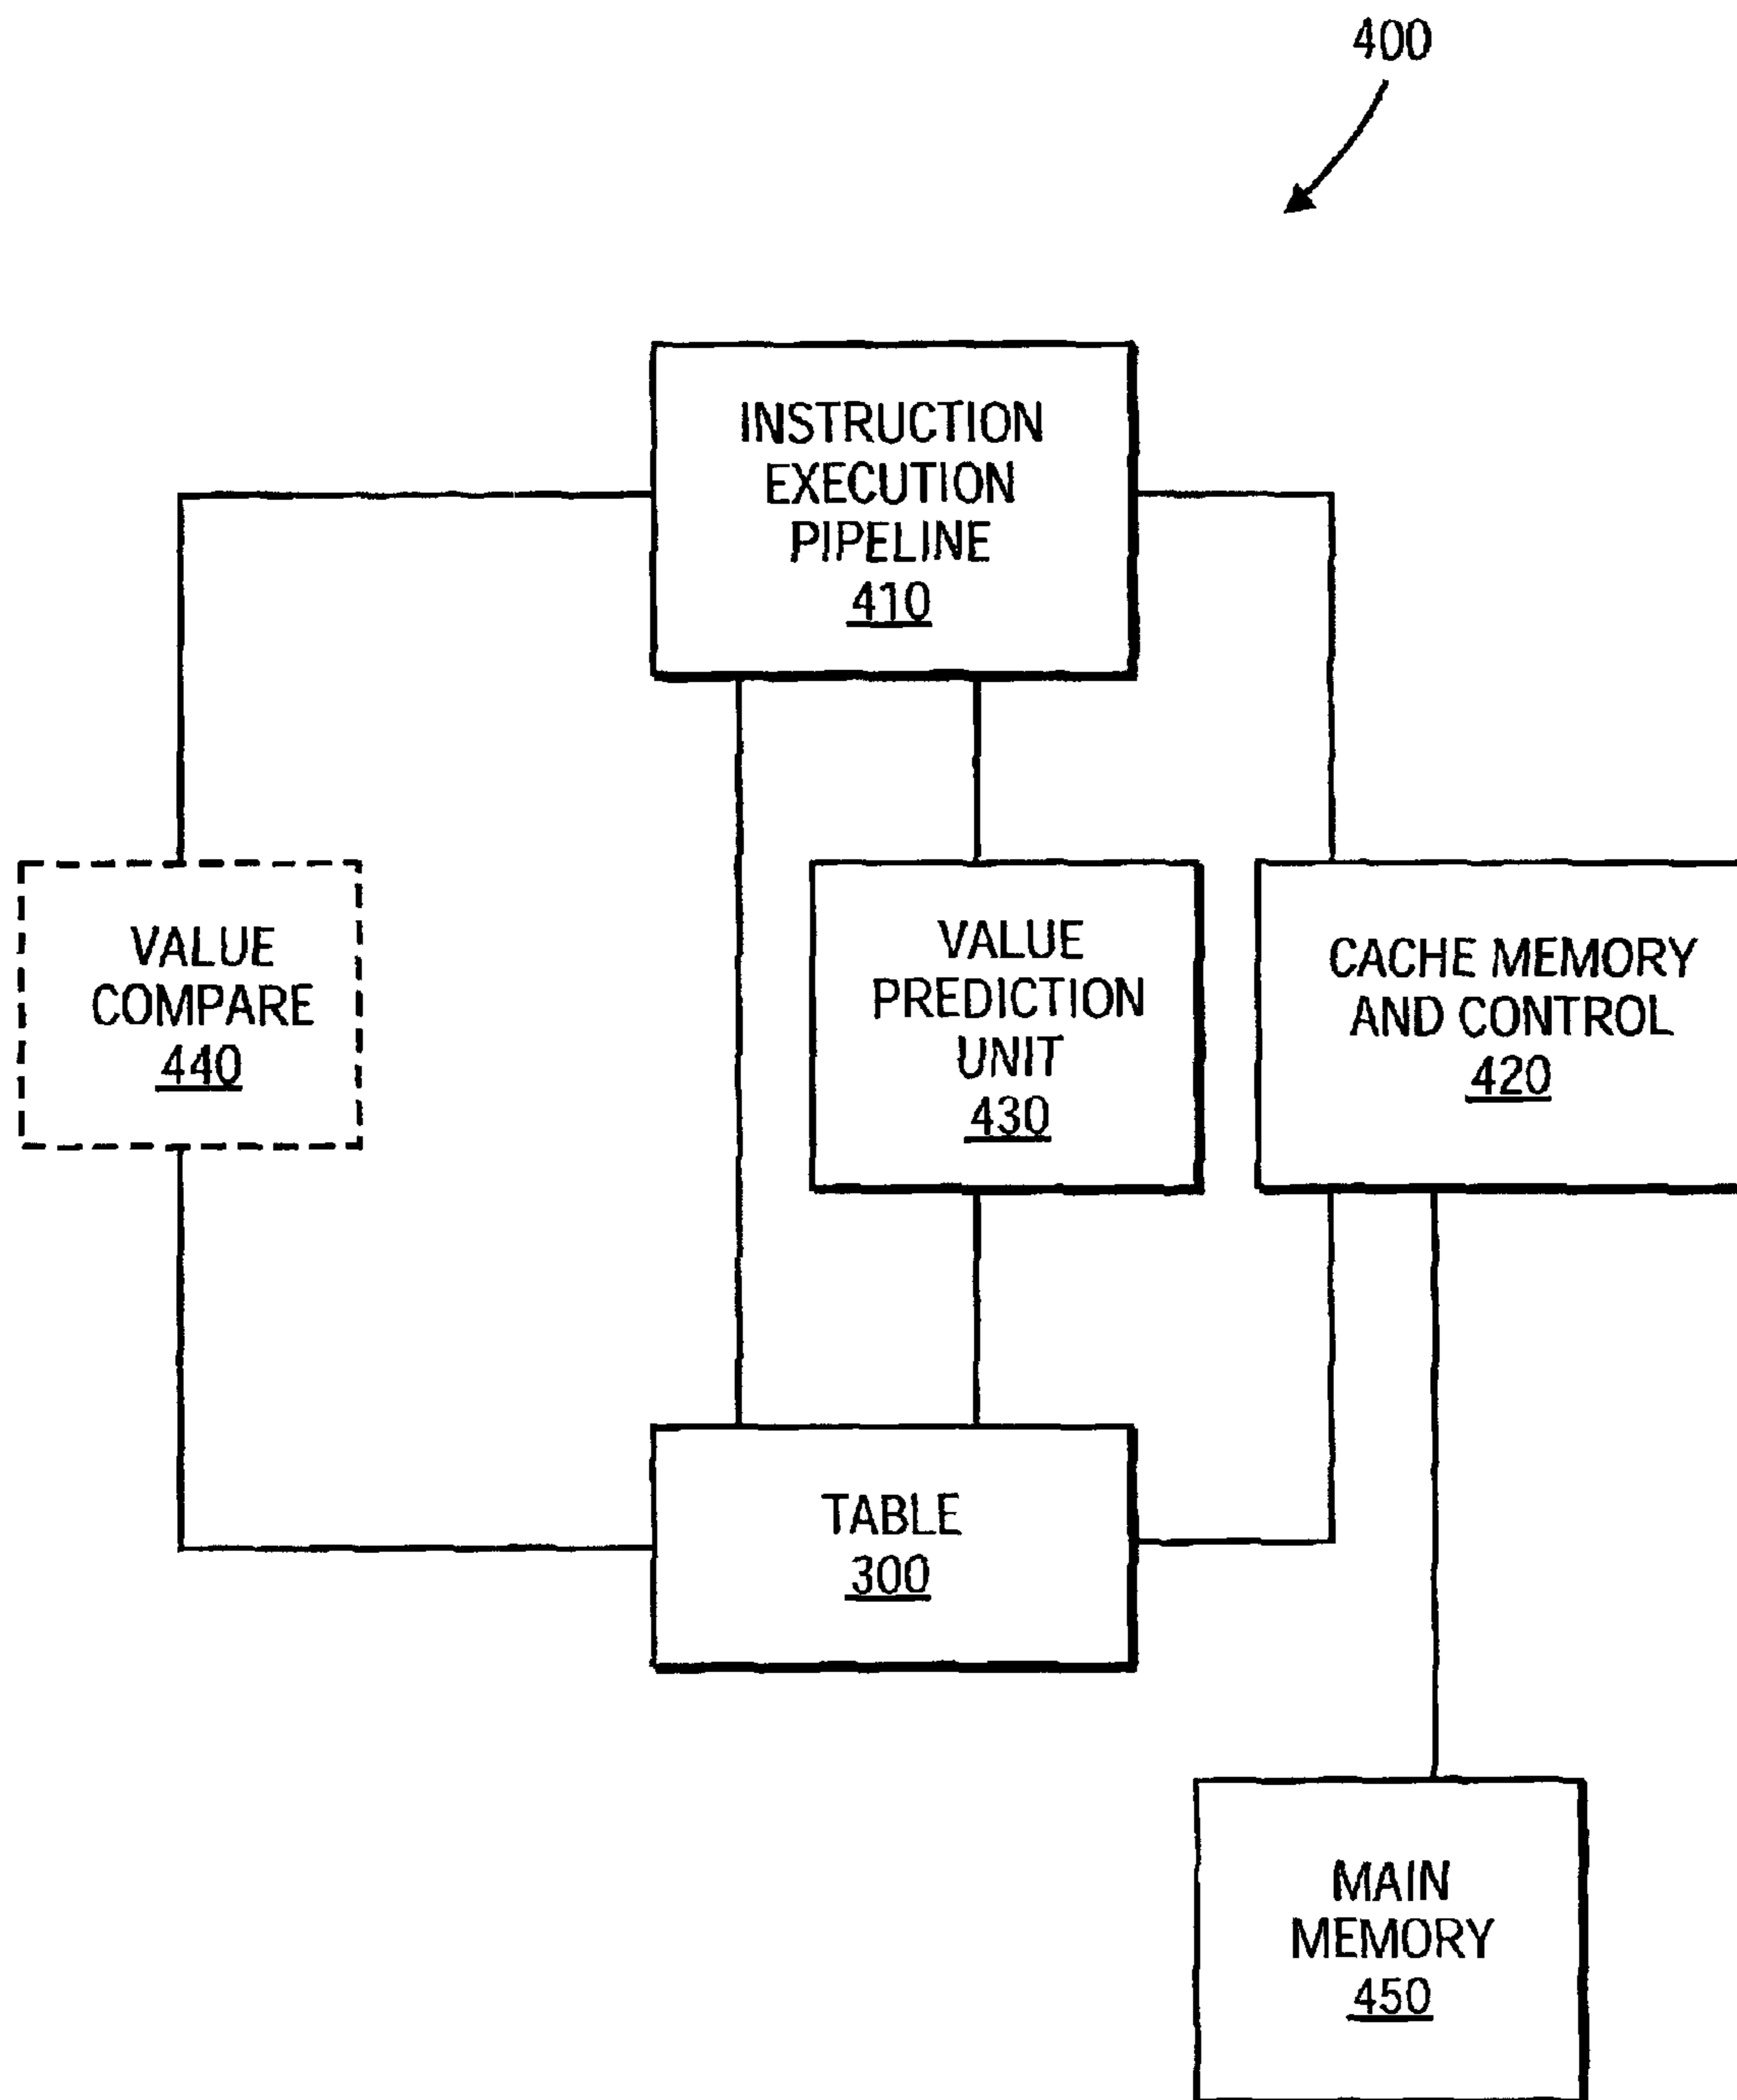 400
INSTRUCTION
EXECUTION
PIPELINE
410
VALUE
COMPARE
440
VALUE
PREDICTION
UNIT
430
CACHE MEMORY
AND CONTROL
420
TABLE
300
MAIN
MEMORY
450